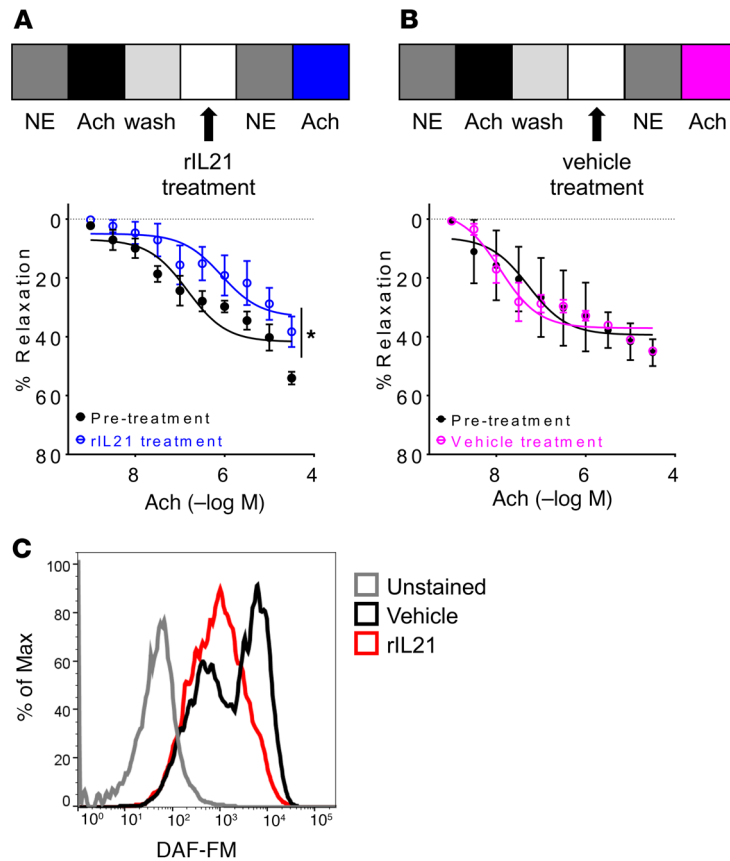 A
NE Ach wash NE Ach
rIL21
treatment
0
20
40
60
80
% Relaxation
*
Pre-treatment
rIL21 treatment
8 6 4
Ach (–log M)
B
NE Ach wash NE Ach
vehicle
treatment
0
20
40
60
80
% Relaxation
Pre-treatment
Vehicle treatment
8 6 4
Ach (–log M)
C
100
80
60
40
20
0
% of Max
10⁰ 10¹ 10² 10³ 10⁴ 10⁵
DAF-FM
Unstained
Vehicle
rIL21